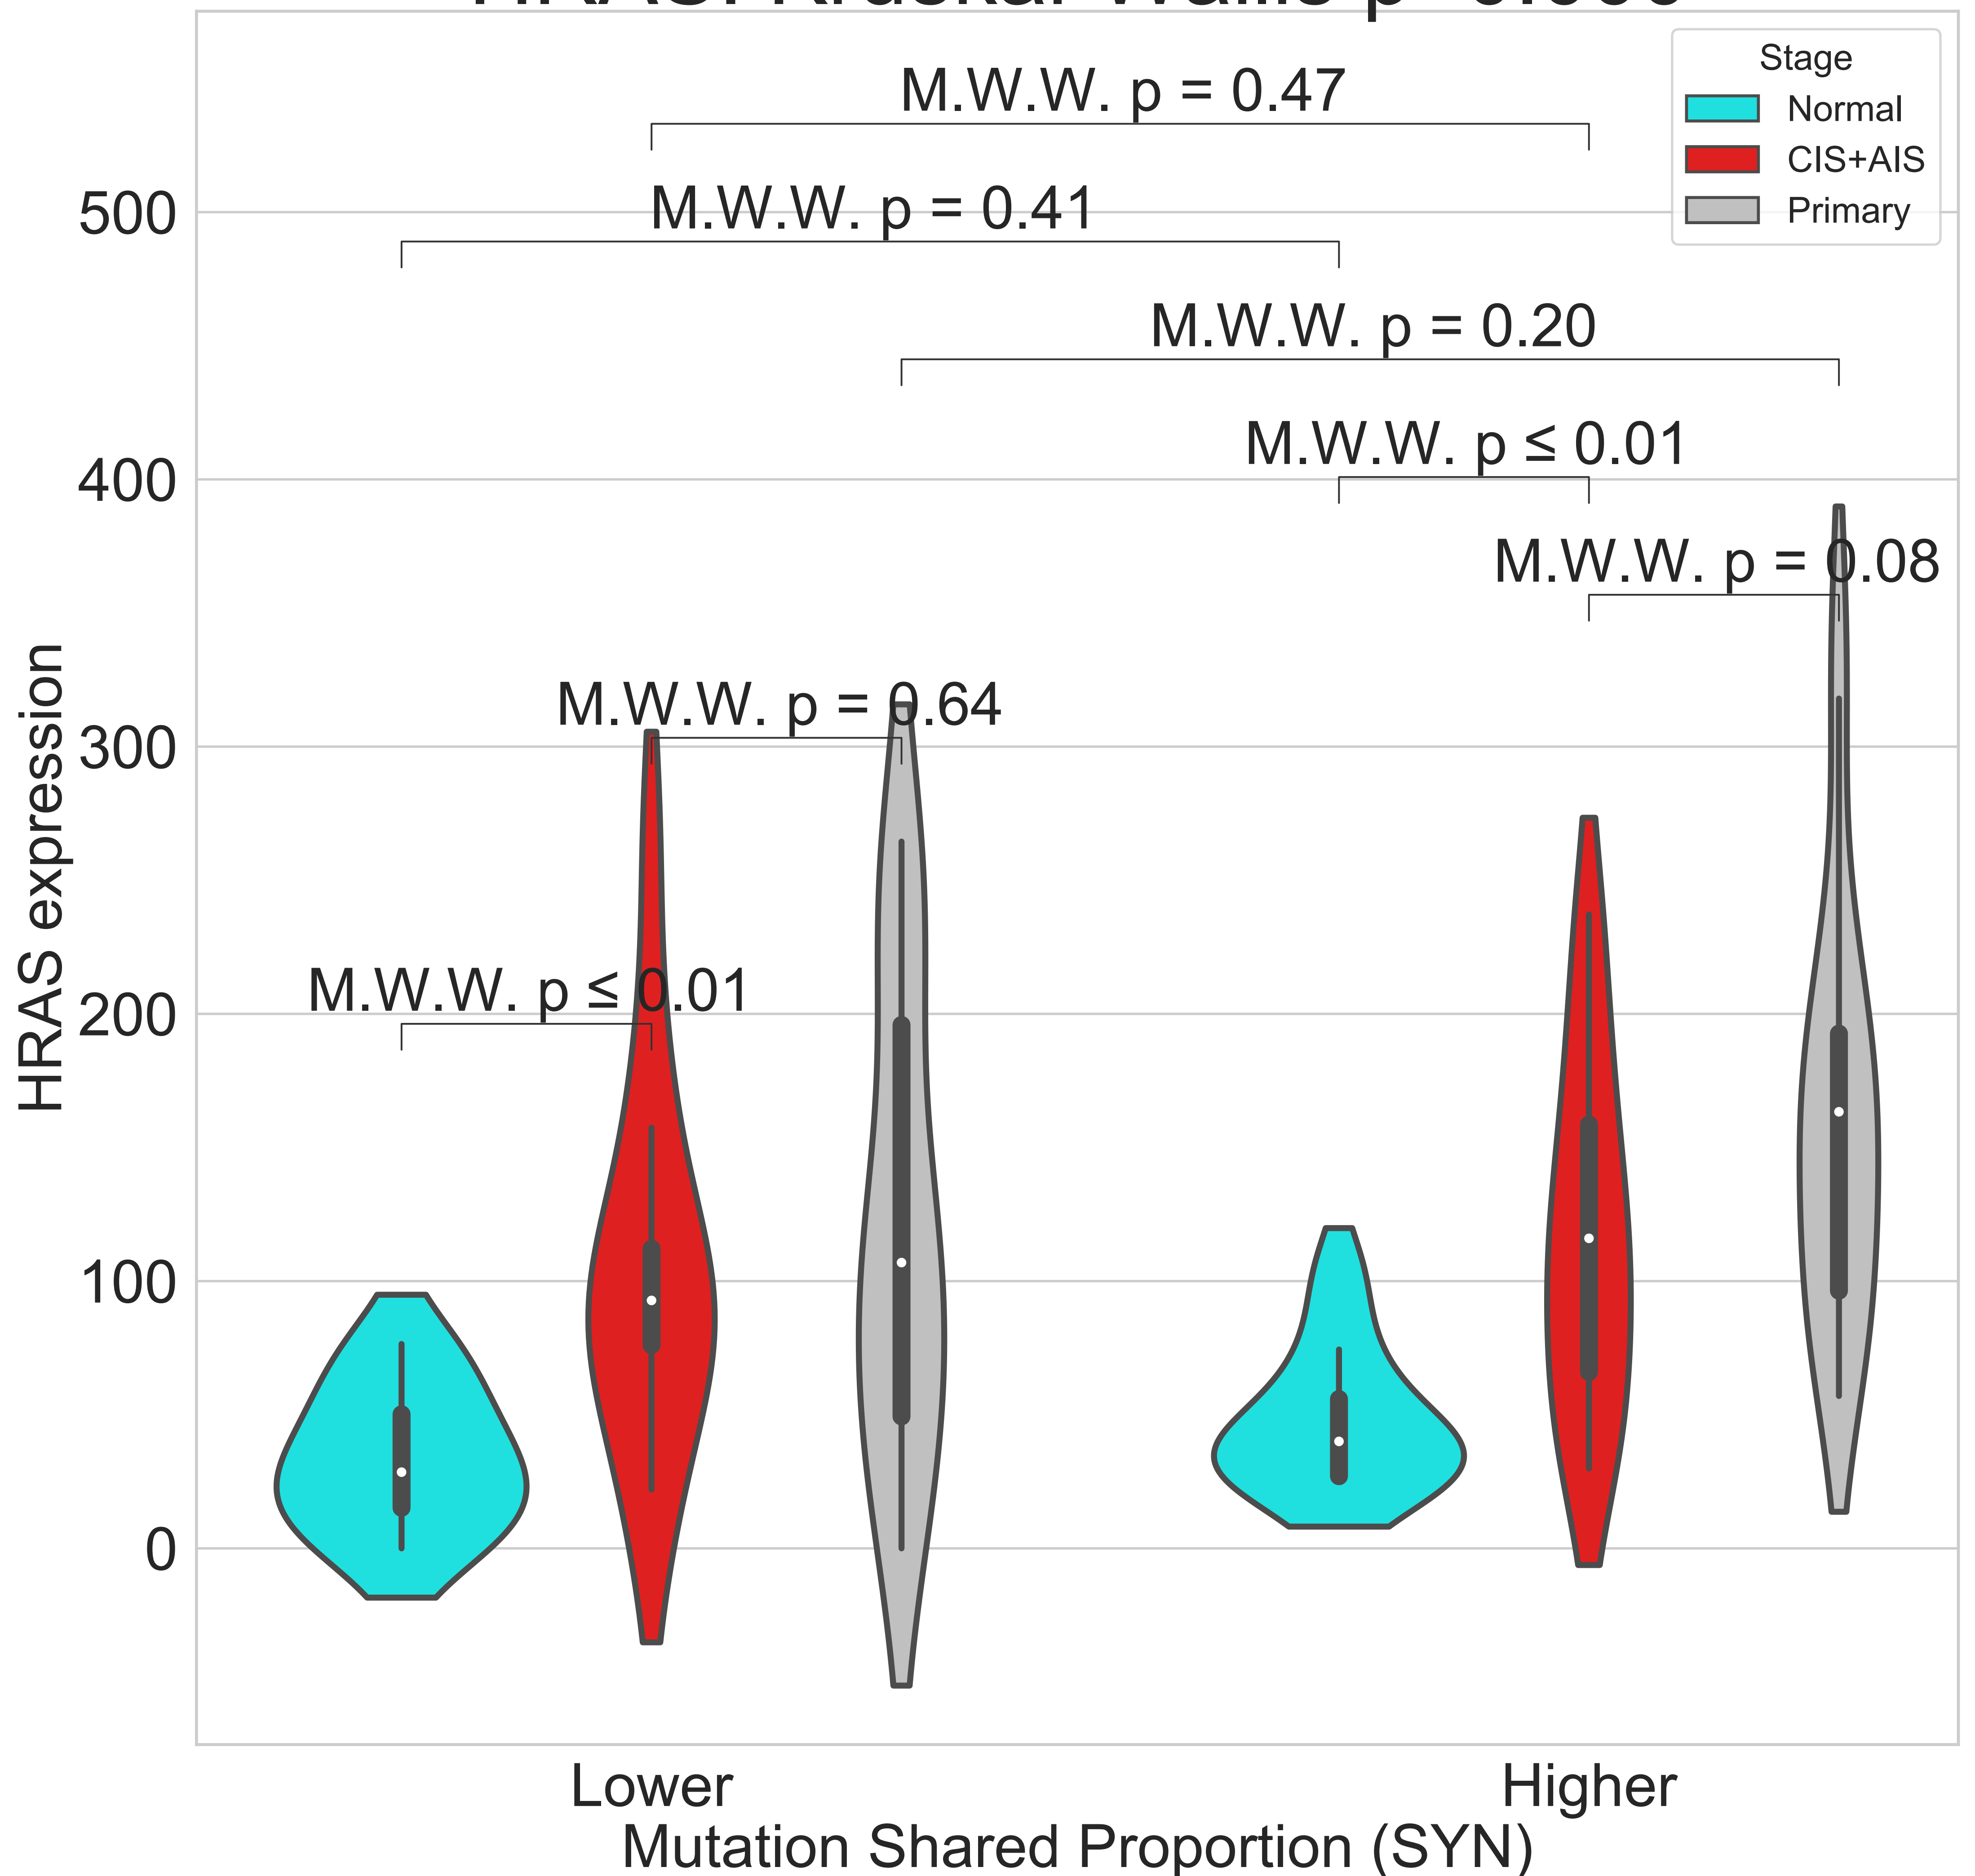 Stage
Normal
CIS+AIS
Primary
M.W.W. p = 0.47
M.W.W. p = 0.41
M.W.W. p = 0.20
M.W.W. p ≤ 0.01
M.W.W. p = 0.08
M.W.W. p = 0.64
M.W.W. p ≤ 0.01
500
400
300
200
100
0
HRAS expression
Lower
Higher
Mutation Shared Proportion (SYN)